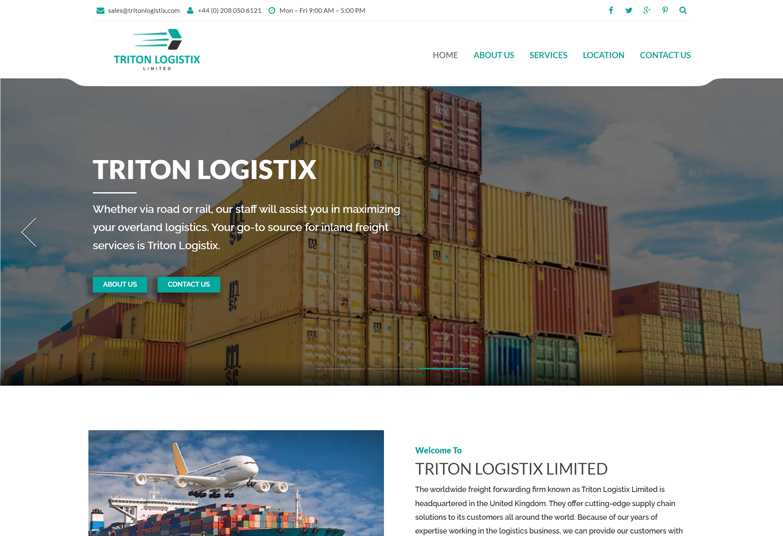 sales@tritonlogistix.com +44 (0) 208 050 6121 Mon – Fri 9:00 AM – 5:00 PM
TRITON LOGISTIX
LIMITED
HOME ABOUT US SERVICES LOCATION CONTACT US
TRITON LOGISTIX
Whether via road or rail, our staff will assist you in maximizing
your overland logistics. Your go-to source for inland freight
services is Triton Logistix.
ABOUT US CONTACT US
Welcome To
TRITON LOGISTIX LIMITED
The worldwide freight forwarding firm known as Triton Logistix Limited is
headquartered in the United Kingdom. They offer cutting-edge supply chain
solutions to its customers all around the world. Because of our years of
expertise working in the logistics business, we can provide our customers with